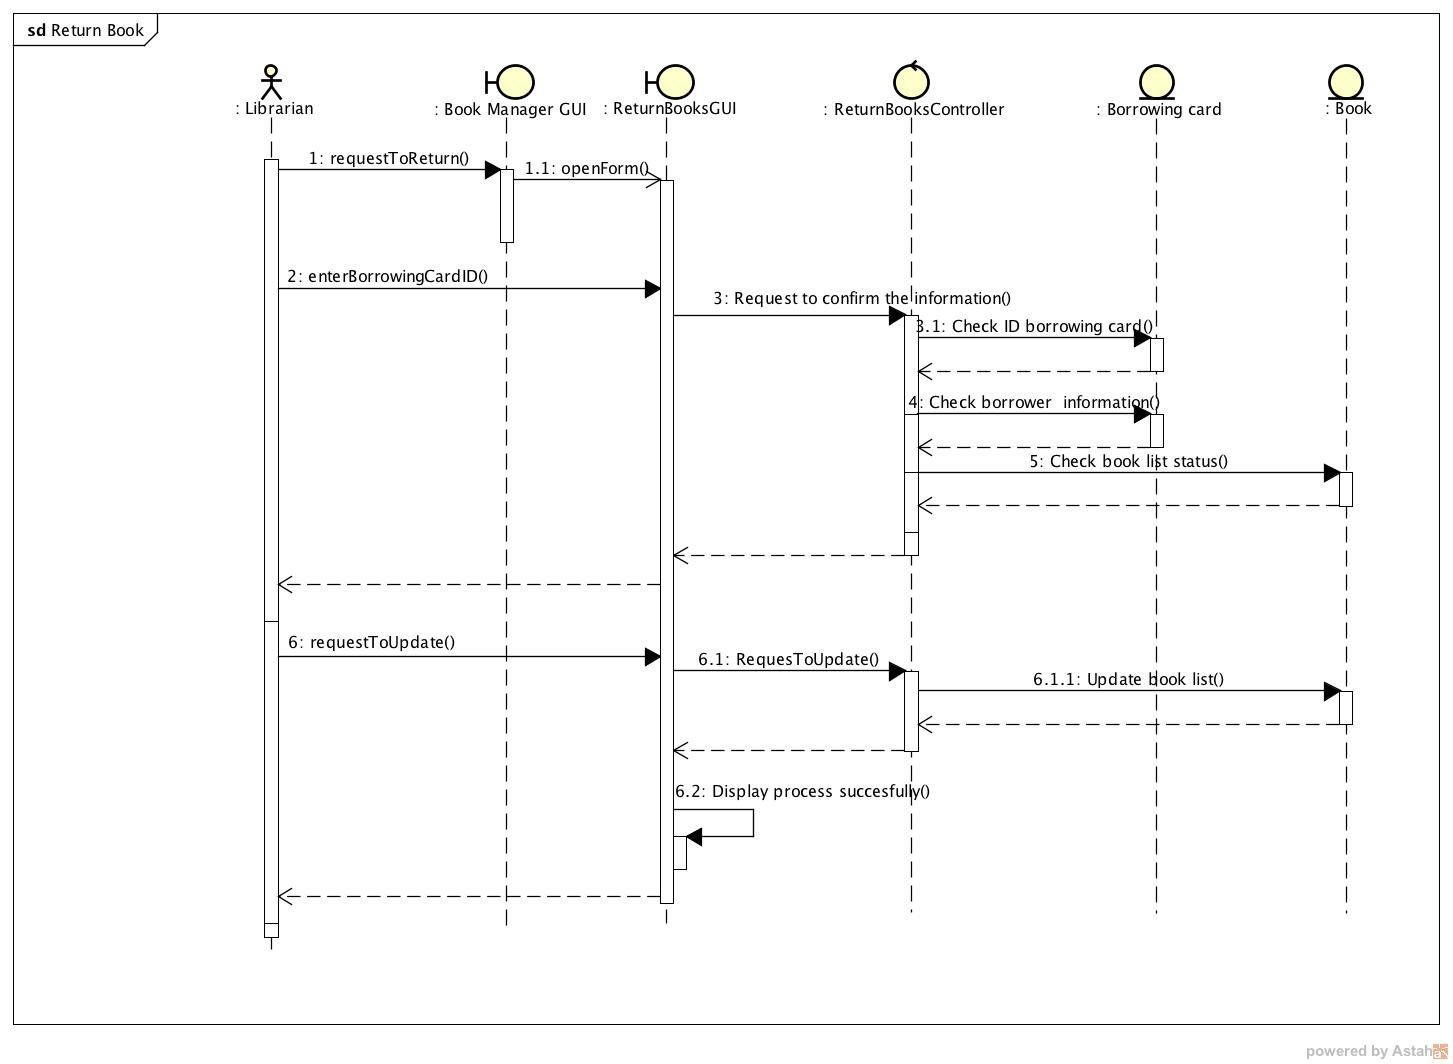 sd Return Book
: Librarian
: Book Manager GUI
: ReturnBooksGUI
: ReturnBooksController
: Borrowing card
: Book
1: requestToReturn()
1.1: openForm()
2: enterBorrowingCardID()
3: Request to confirm the information()
3.1: Check ID borrowing card()
4: Check borrower  information()
5: Check book list status()
6: requestToUpdate()
6.1: RequesToUpdate()
6.1.1: Update book list()
6.2: Display process succesfully()
powered by Astah